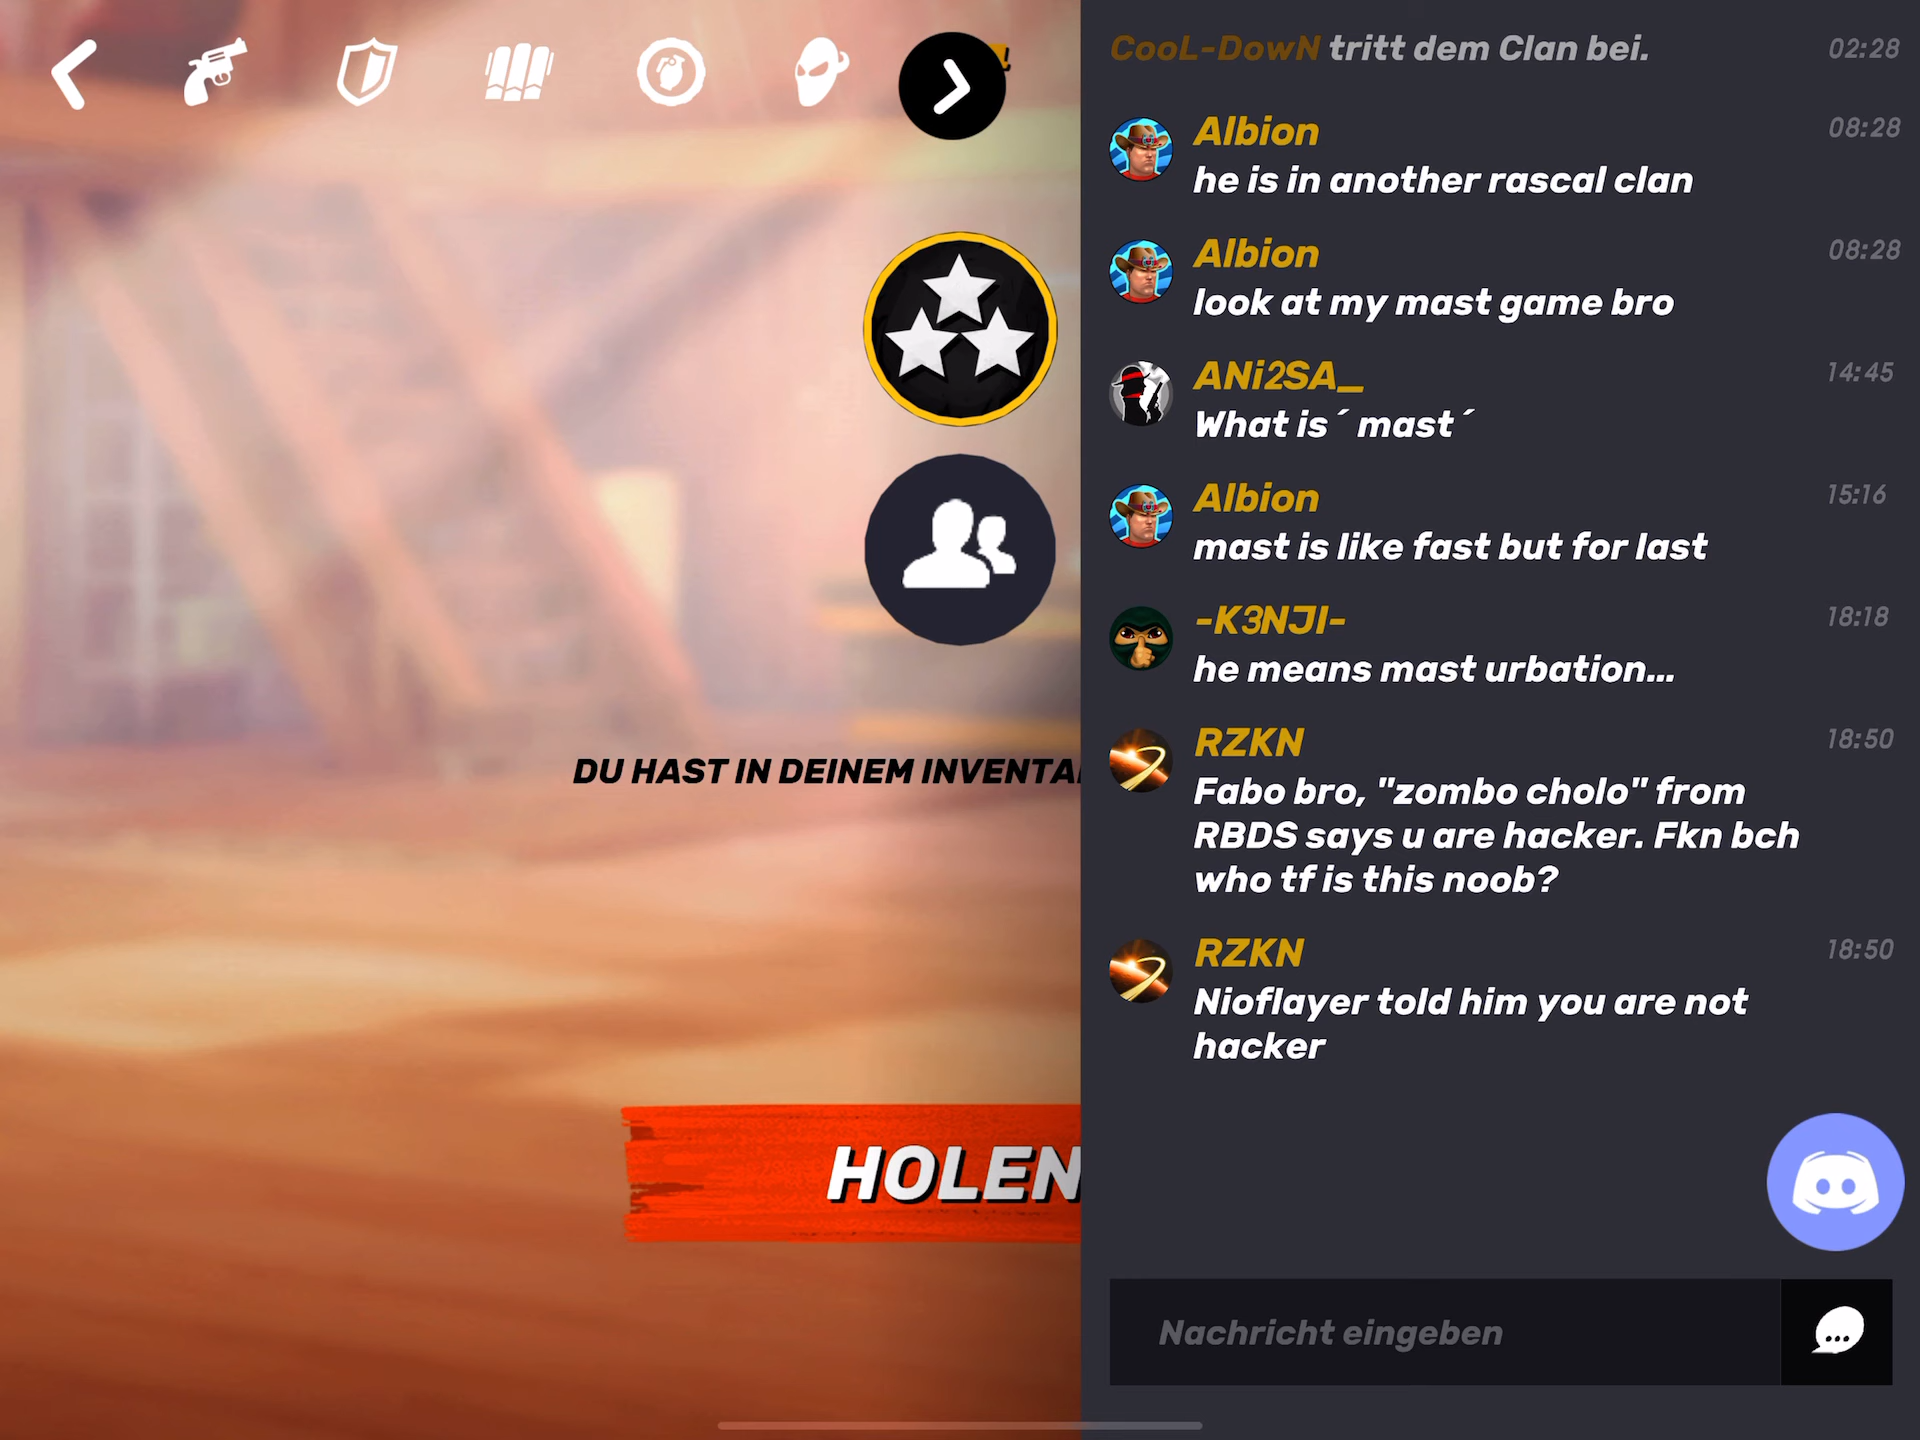 CooL-DowN tritt dem Clan bei. 02:28
Albion 08:28
he is in another rascal clan
Albion 08:28
look at my mast game bro
ANi2SA_ 14:45
What is ´ mast ´
Albion 15:16
mast is like fast but for last
-K3NJI- 18:18
he means mast urbation...
RZKN 18:50
Fabo bro, "zombo cholo" from
RBDS says u are hacker. Fkn bch
who tf is this noob?
RZKN 18:50
Nioflayer told him you are not
hacker
Nachricht eingeben
DU HAST IN DEINEM
HOLEN